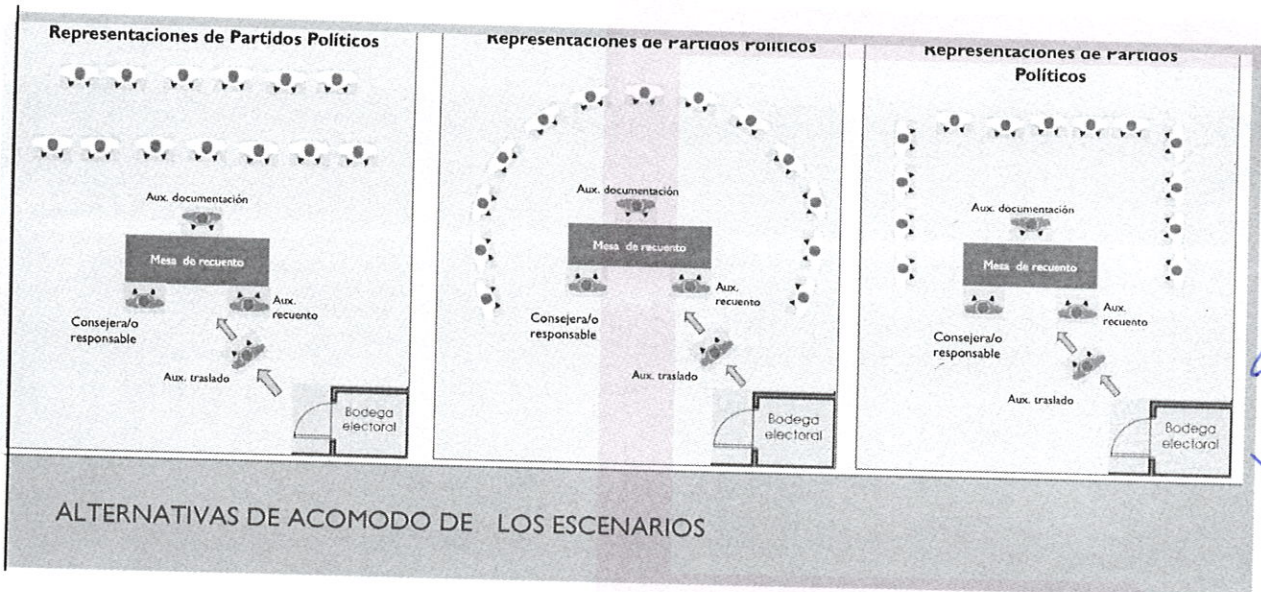 Representaciones de Partidos Políticos
Aux. documentación
Mesa de recuento
Aux.
recuento
Consejera/o
responsable
Aux. traslado
Bodega
electoral
Representaciones de Partidos Políticos
Aux. documentación
Mesa de recuento
Aux.
recuento
Consejera/o
responsable
Aux. traslado
Bodega
electoral
Representaciones de Partidos
Políticos
Aux. documentación
Mesa de recuento
Aux.
recuento
Consejera/o
responsable
Aux. traslado
Bodega
electoral
ALTERNATIVAS DE ACOMODO DE LOS ESCENARIOS